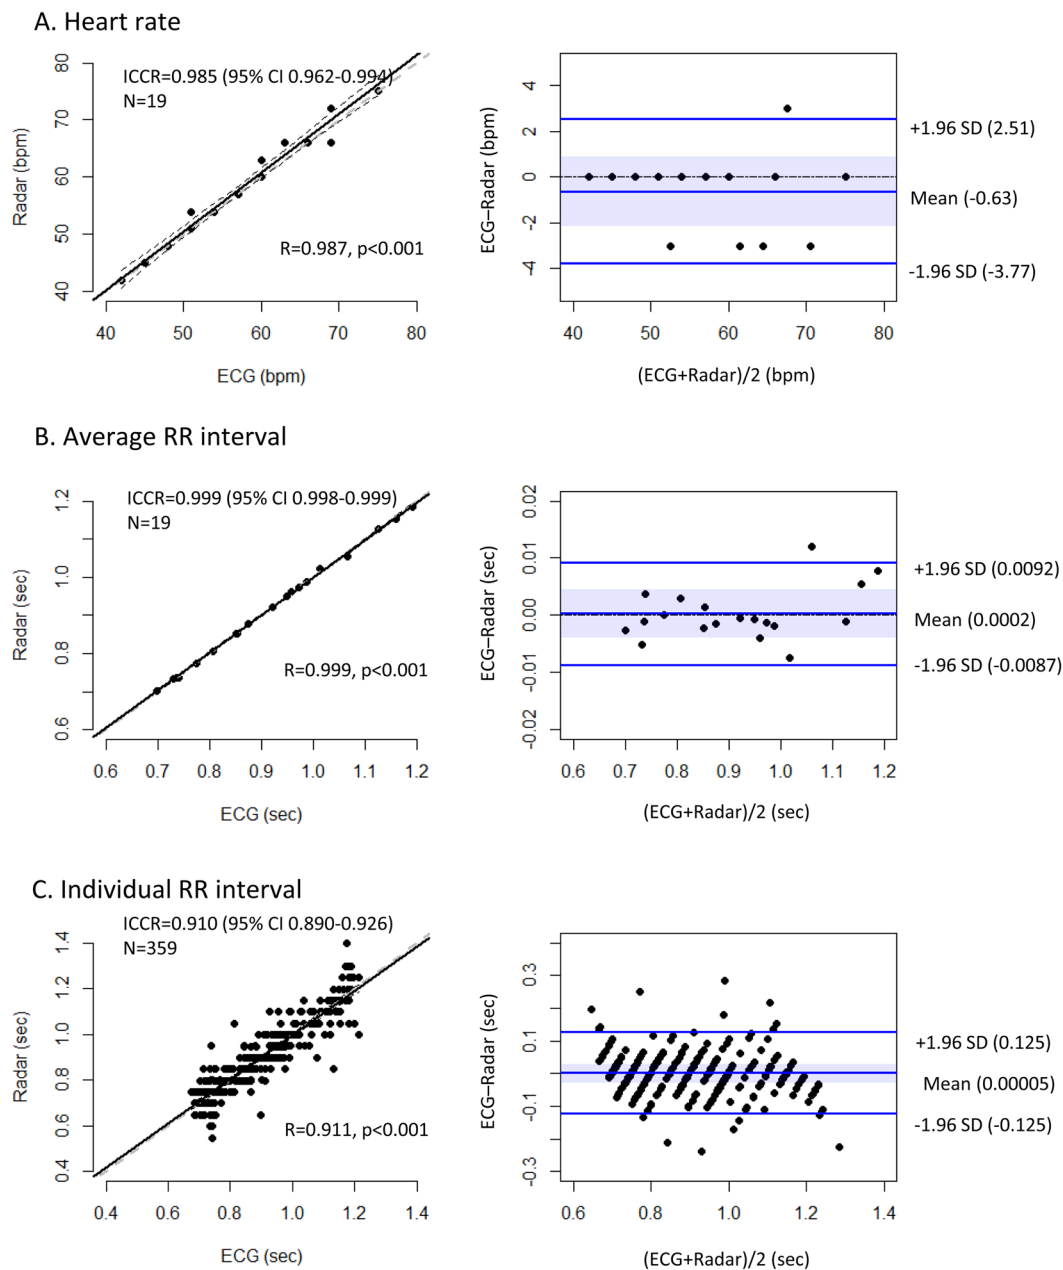 A. Heart rate
ICCR=0.985 (95% CI 0.962-0.994)
N=19
R=0.987, p<0.001
Radar (bpm)
40 50 60 70 80
40 50 60 70 80
ECG (bpm)
ECG–Radar (bpm)
-4 -2 0 2 4
40 50 60 70 80
(ECG+Radar)/2 (bpm)
+1.96 SD (2.51)
Mean (-0.63)
-1.96 SD (-3.77)
B. Average RR interval
ICCR=0.999 (95% CI 0.998-0.999)
N=19
R=0.999, p<0.001
Radar (sec)
0.6 0.8 1.0 1.2
0.6 0.7 0.8 0.9 1.0 1.1 1.2
ECG (sec)
ECG–Radar (sec)
-0.02 -0.01 0.00 0.01 0.02
0.6 0.7 0.8 0.9 1.0 1.1 1.2
(ECG+Radar)/2 (sec)
+1.96 SD (0.0092)
Mean (0.0002)
-1.96 SD (-0.0087)
C. Individual RR interval
ICCR=0.910 (95% CI 0.890-0.926)
N=359
R=0.911, p<0.001
Radar (sec)
0.4 0.6 0.8 1.0 1.2 1.4
0.4 0.6 0.8 1.0 1.2 1.4
ECG (sec)
ECG–Radar (sec)
-0.3 -0.1 0.1 0.3
0.6 0.8 1.0 1.2 1.4
(ECG+Radar)/2 (sec)
+1.96 SD (0.125)
Mean (0.00005)
-1.96 SD (-0.125)